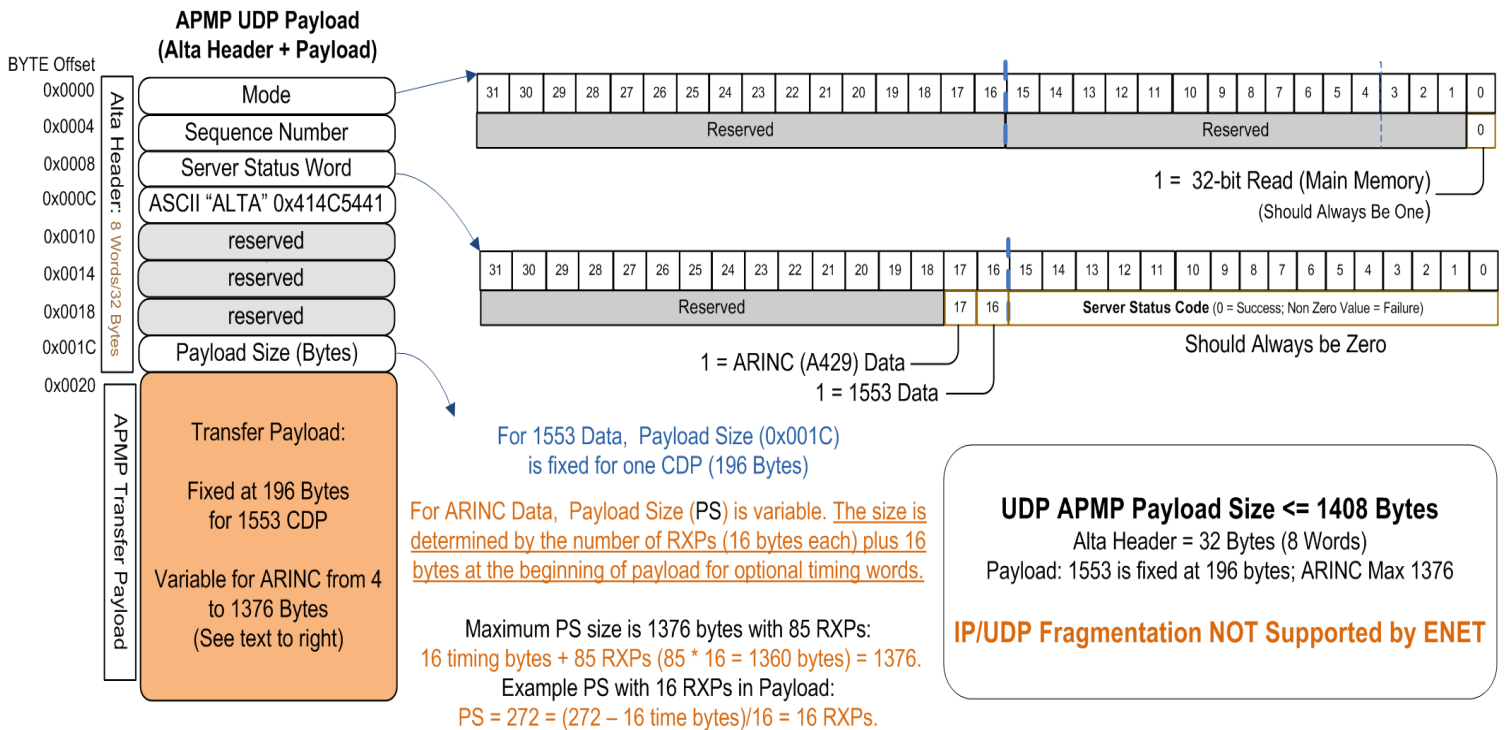 APMP UDP Payload
(Alta Header + Payload)
BYTE Offset
0x0000
0x0004
0x0008
0x000C
0x0010
0x0014
0x0018
0x001C
0x0020
Alta Header: 8 Words/32 Bytes
APMP Transfer Payload
Mode
Sequence Number
Server Status Word
ASCII “ALTA” 0x414C5441
reserved
reserved
reserved
Payload Size (Bytes)
Transfer Payload:
Fixed at 196 Bytes
for 1553 CDP
Variable for ARINC from 4
to 1376 Bytes
(See text to right)
31 30 29 28 27 26 25 24 23 22 21 20 19 18 17 16 15 14 13 12 11 10 9 8 7 6 5 4 3 2 1 0
Reserved Reserved 0
1 = 32-bit Read (Main Memory)
(Should Always Be One)
31 30 29 28 27 26 25 24 23 22 21 20 19 18 17 16 15 14 13 12 11 10 9 8 7 6 5 4 3 2 1 0
Reserved 17 16 Server Status Code (0 = Success; Non Zero Value = Failure)
Should Always be Zero
1 = ARINC (A429) Data
1 = 1553 Data
For 1553 Data, Payload Size (0x001C)
is fixed for one CDP (196 Bytes)
For ARINC Data, Payload Size (PS) is variable. The size is
determined by the number of RXPs (16 bytes each) plus 16
bytes at the beginning of payload for optional timing words.
Maximum PS size is 1376 bytes with 85 RXPs:
16 timing bytes + 85 RXPs (85 * 16 = 1360 bytes) = 1376.
Example PS with 16 RXPs in Payload:
PS = 272 = (272 – 16 time bytes)/16 = 16 RXPs.
UDP APMP Payload Size <= 1408 Bytes
Alta Header = 32 Bytes (8 Words)
Payload: 1553 is fixed at 196 bytes; ARINC Max 1376
IP/UDP Fragmentation NOT Supported by ENET